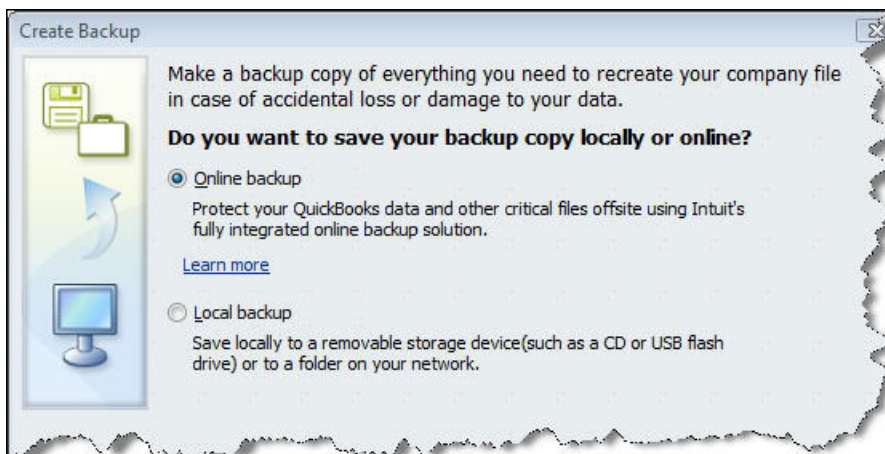 Create Backup
Make a backup copy of everything you need to recreate your company file
in case of accidental loss or damage to your data.
Do you want to save your backup copy locally or online?
Online backup
Protect your QuickBooks data and other critical files offsite using Intuit's
fully integrated online backup solution.
Learn more
Local backup
Save locally to a removable storage device(such as a CD or USB flash
drive) or to a folder on your network.